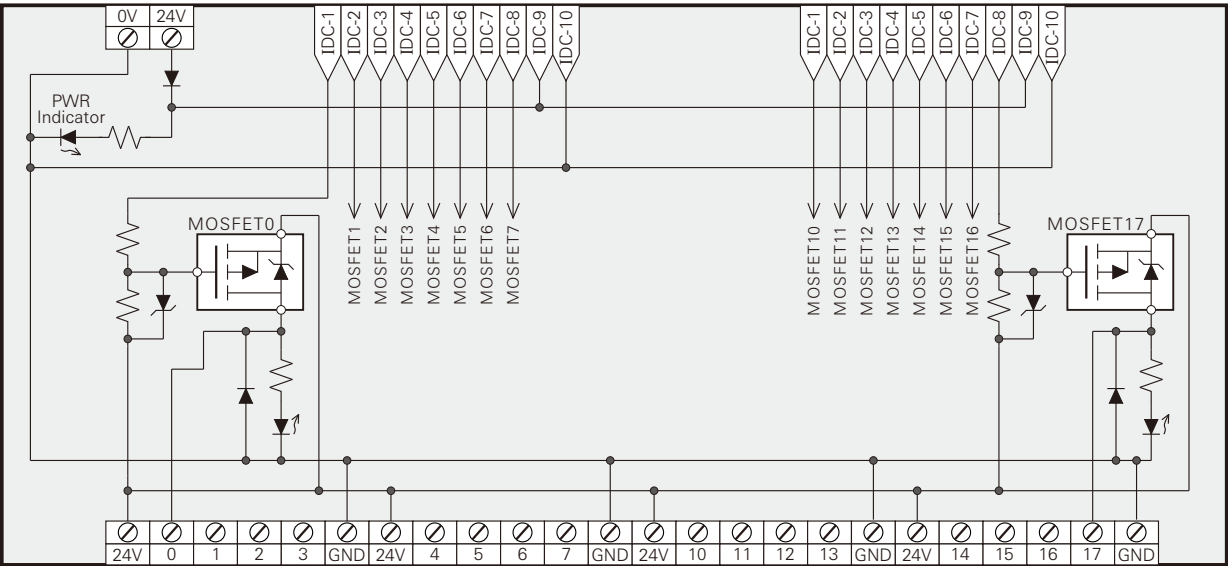 0V 24V
IDC-1 IDC-2 IDC-3 IDC-4 IDC-5 IDC-6 IDC-7 IDC-8 IDC-9 IDC-10
IDC-1 IDC-2 IDC-3 IDC-4 IDC-5 IDC-6 IDC-7 IDC-8 IDC-9 IDC-10
PWR
Indicator
MOSFET0
MOSFET1
MOSFET2
MOSFET3
MOSFET4
MOSFET5
MOSFET6
MOSFET7
MOSFET10
MOSFET11
MOSFET12
MOSFET13
MOSFET14
MOSFET15
MOSFET16
MOSFET17
24V 0 1 2 3 GND 24V 4 5 6 7 GND 24V 10 11 12 13 GND 24V 14 15 16 17 GND